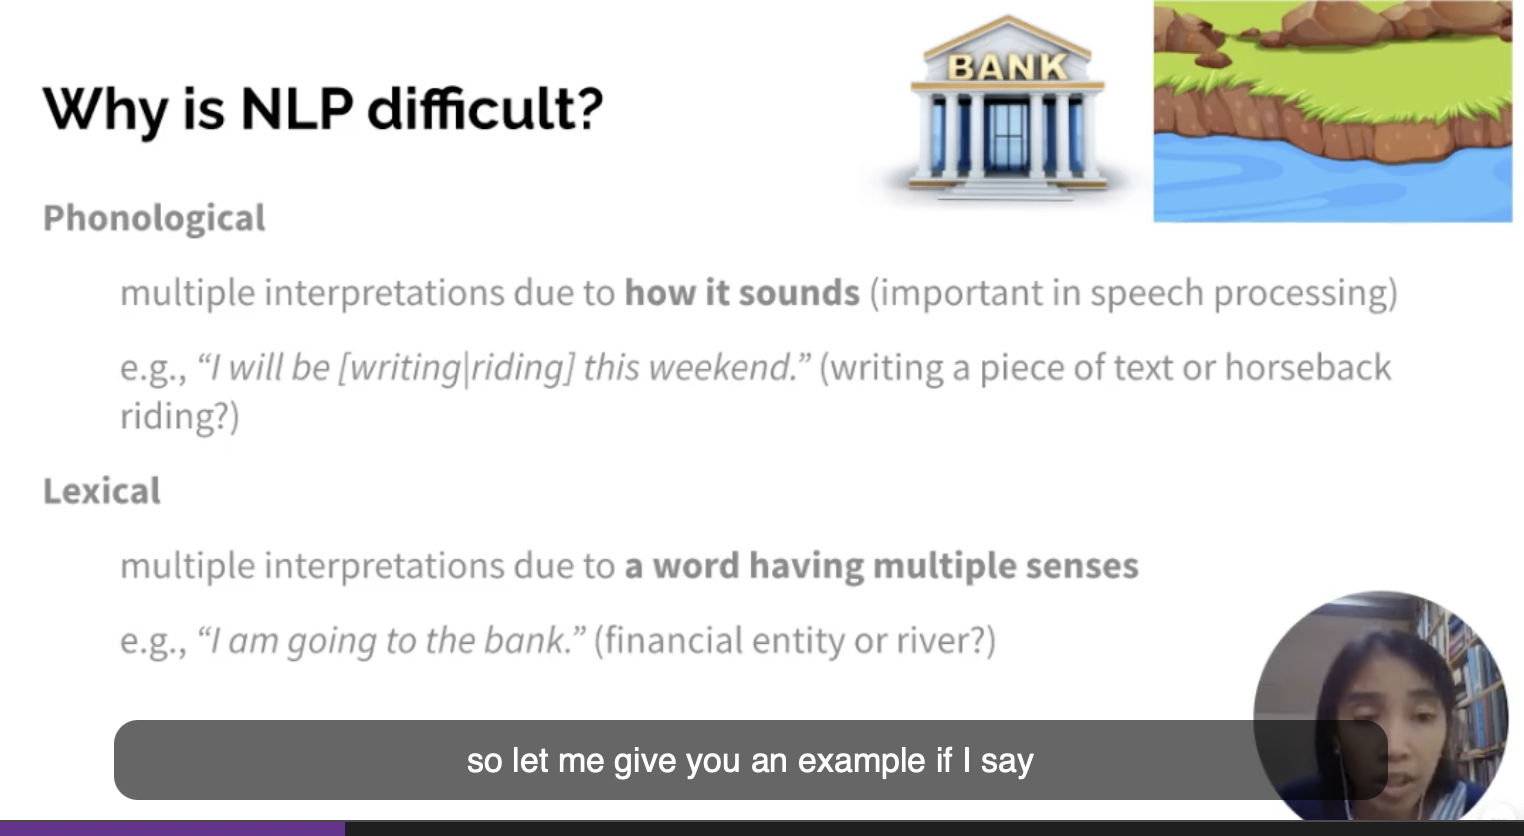 BANK
Why is NLP difficult?
Phonological
multiple interpretations due to how it sounds (important in speech processing)
e.g., “I will be [writing|riding] this weekend.” (writing a piece of text or horseback
riding?)
Lexical
multiple interpretations due to a word having multiple senses
e.g., “I am going to the bank.” (financial entity or river?)
so let me give you an example if I say